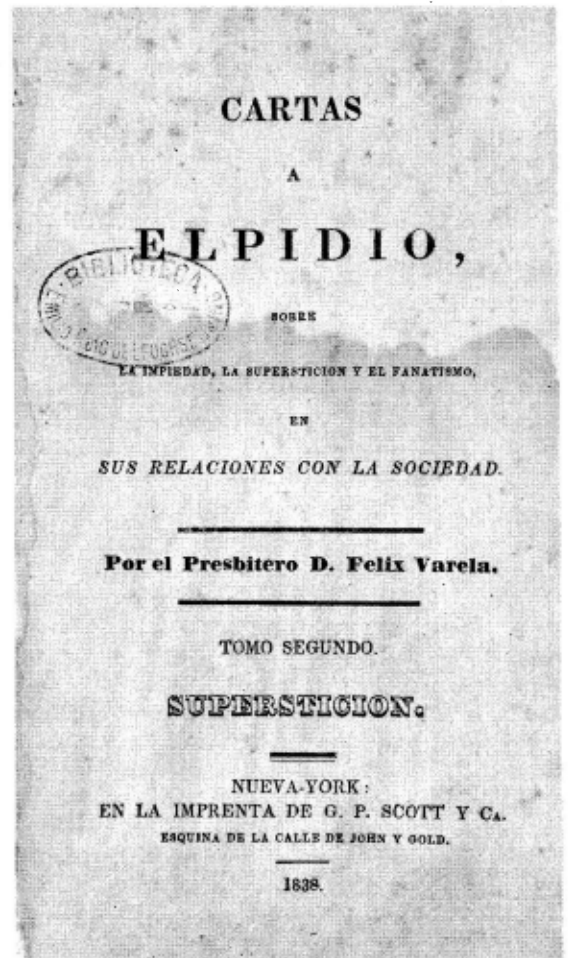 CARTAS
A
ELPIDIO,
BIBLIOTECA
SOBRE
LA IMPIEDAD, LA SUPERSTICION Y EL FANATISMO,
EN
SUS RELACIONES CON LA SOCIEDAD.
Por el Presbitero D. Felix Varela.
TOMO SEGUNDO.
SUPERSTICION.
NUEVA-YORK:
EN LA IMPRENTA DE G. P. SCOTT Y CA.
ESQUINA DE LA CALLE DE JOHN Y GOLD.
1838.